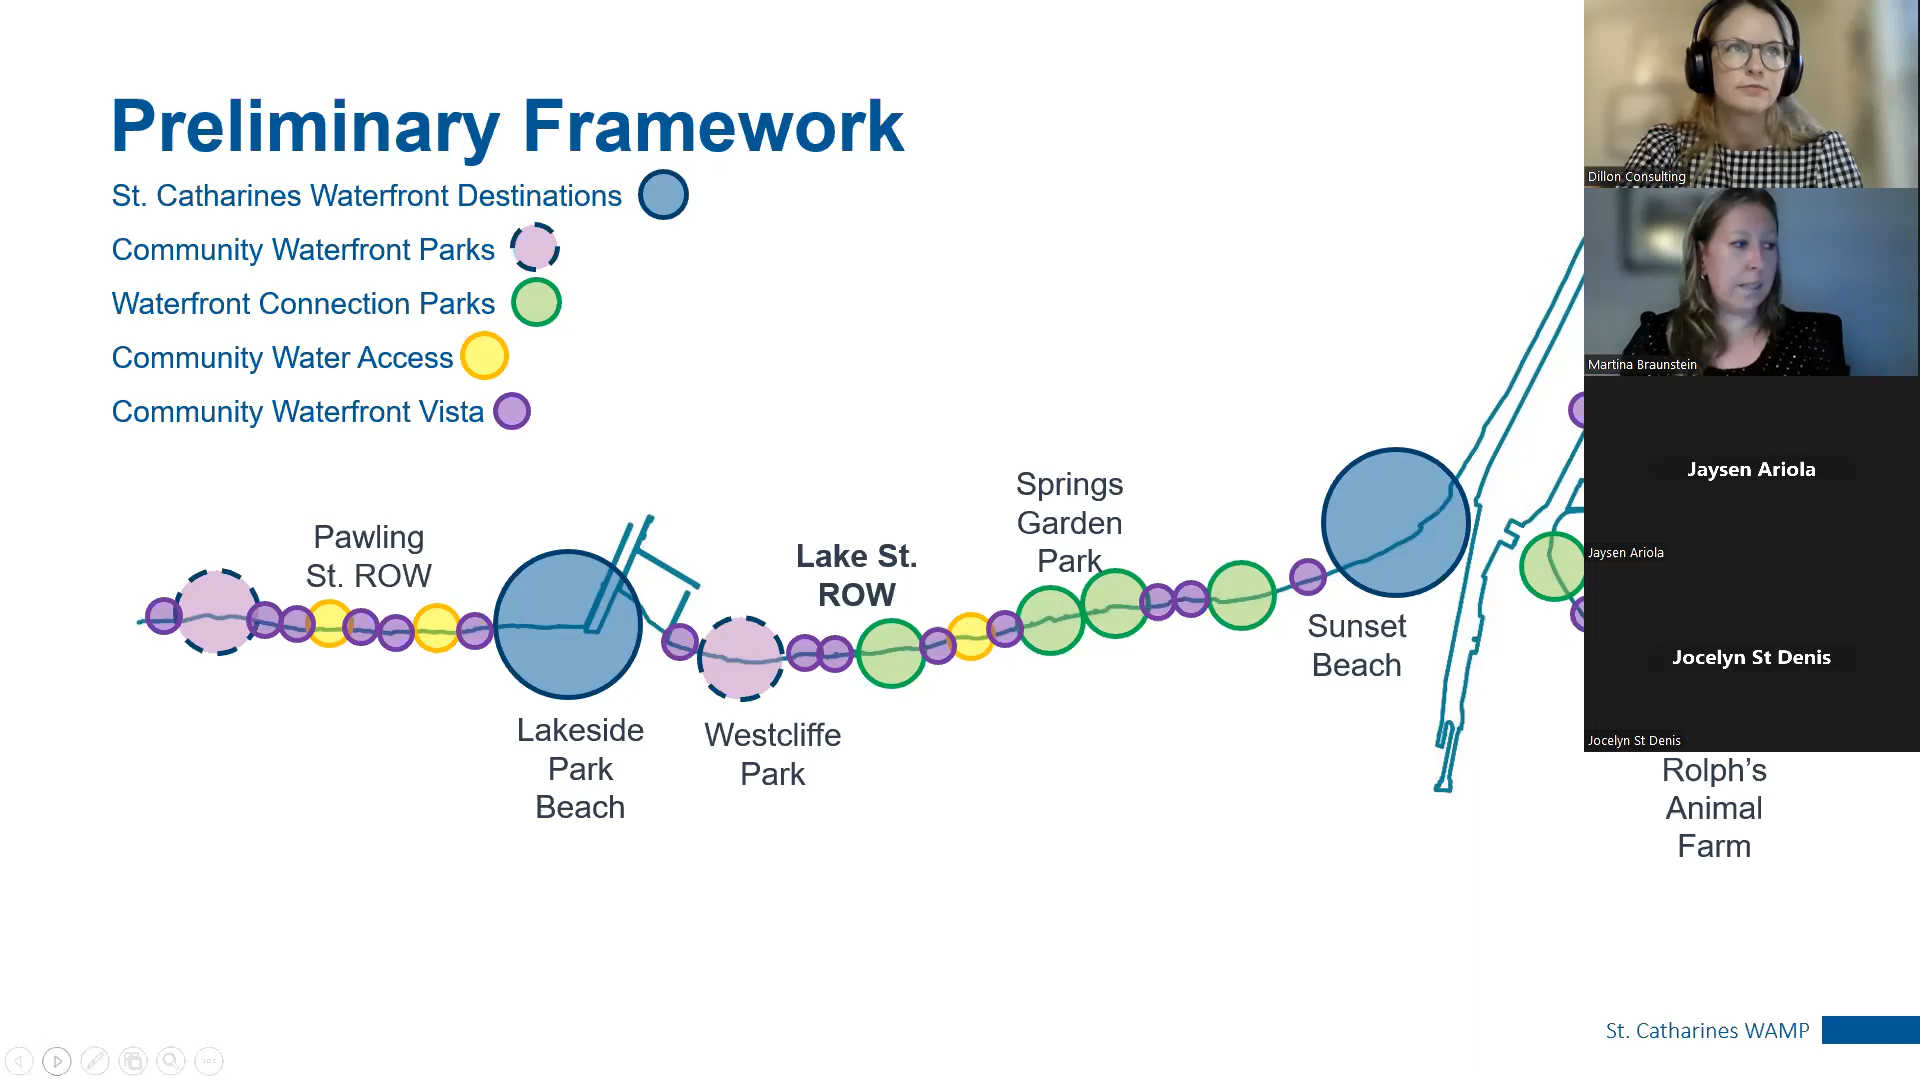 Preliminary Framework
St. Catharines Waterfront Destinations
Community Waterfront Parks
Waterfront Connection Parks
Community Water Access
Community Waterfront Vista
Pawling
St. ROW
Lakeside
Park
Beach
Westcliffe
Park
Lake St.
ROW
Springs
Garden
Park
Sunset
Beach
Rolph's
Animal
Farm
St. Catharines WAMP
Dillon Consulting
Martina Braunstein
Jaysen Ariola
Jaysen Ariola
Jocelyn St Denis
Jocelyn St Denis